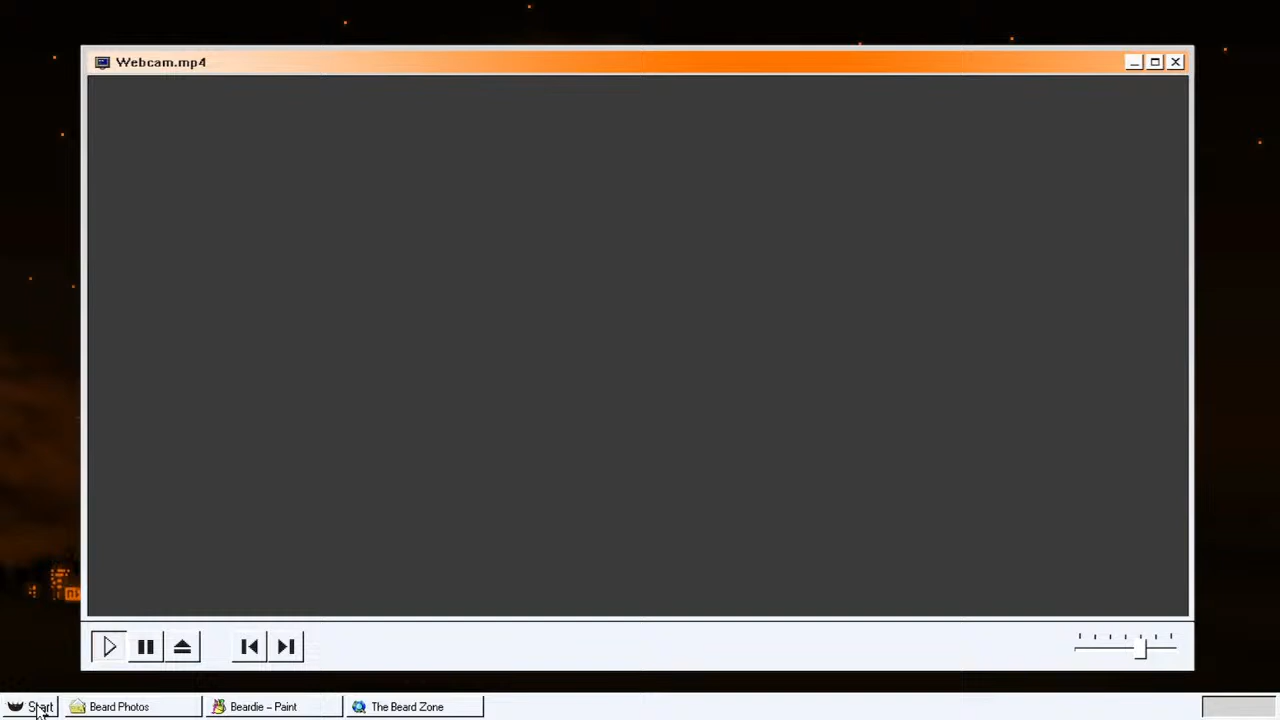 Webcam.mp4
Start
Beard Photos
Beardie – Paint
The Beard Zone